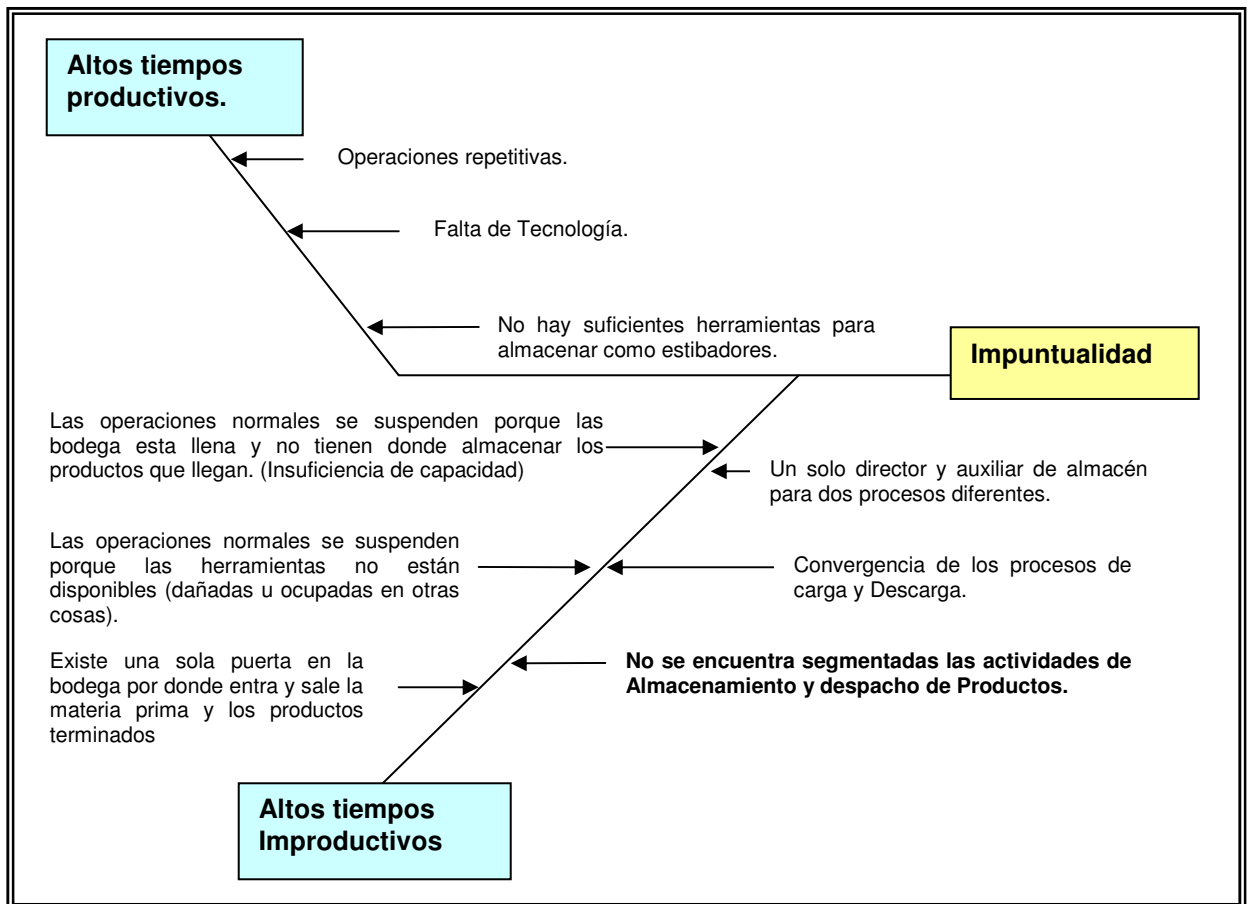 Altos tiempos
productivos.
Operaciones repetitivas.
Falta de Tecnología.
No hay suficientes herramientas para
almacenar como estibadores.
Impuntualidad
Las operaciones normales se suspenden porque las
bodega esta llena y no tienen donde almacenar los
productos que llegan. (Insuficiencia de capacidad)
Un solo director y auxiliar de almacén
para dos procesos diferentes.
Las operaciones normales se suspenden
porque las herramientas no están
disponibles (dañadas u ocupadas en otras
cosas).
Convergencia de los procesos de
carga y Descarga.
Existe una sola puerta en la
bodega por donde entra y sale la
materia prima y los productos
terminados
No se encuentra segmentadas las actividades de
Almacenamiento y despacho de Productos.
Altos tiempos
Improductivos